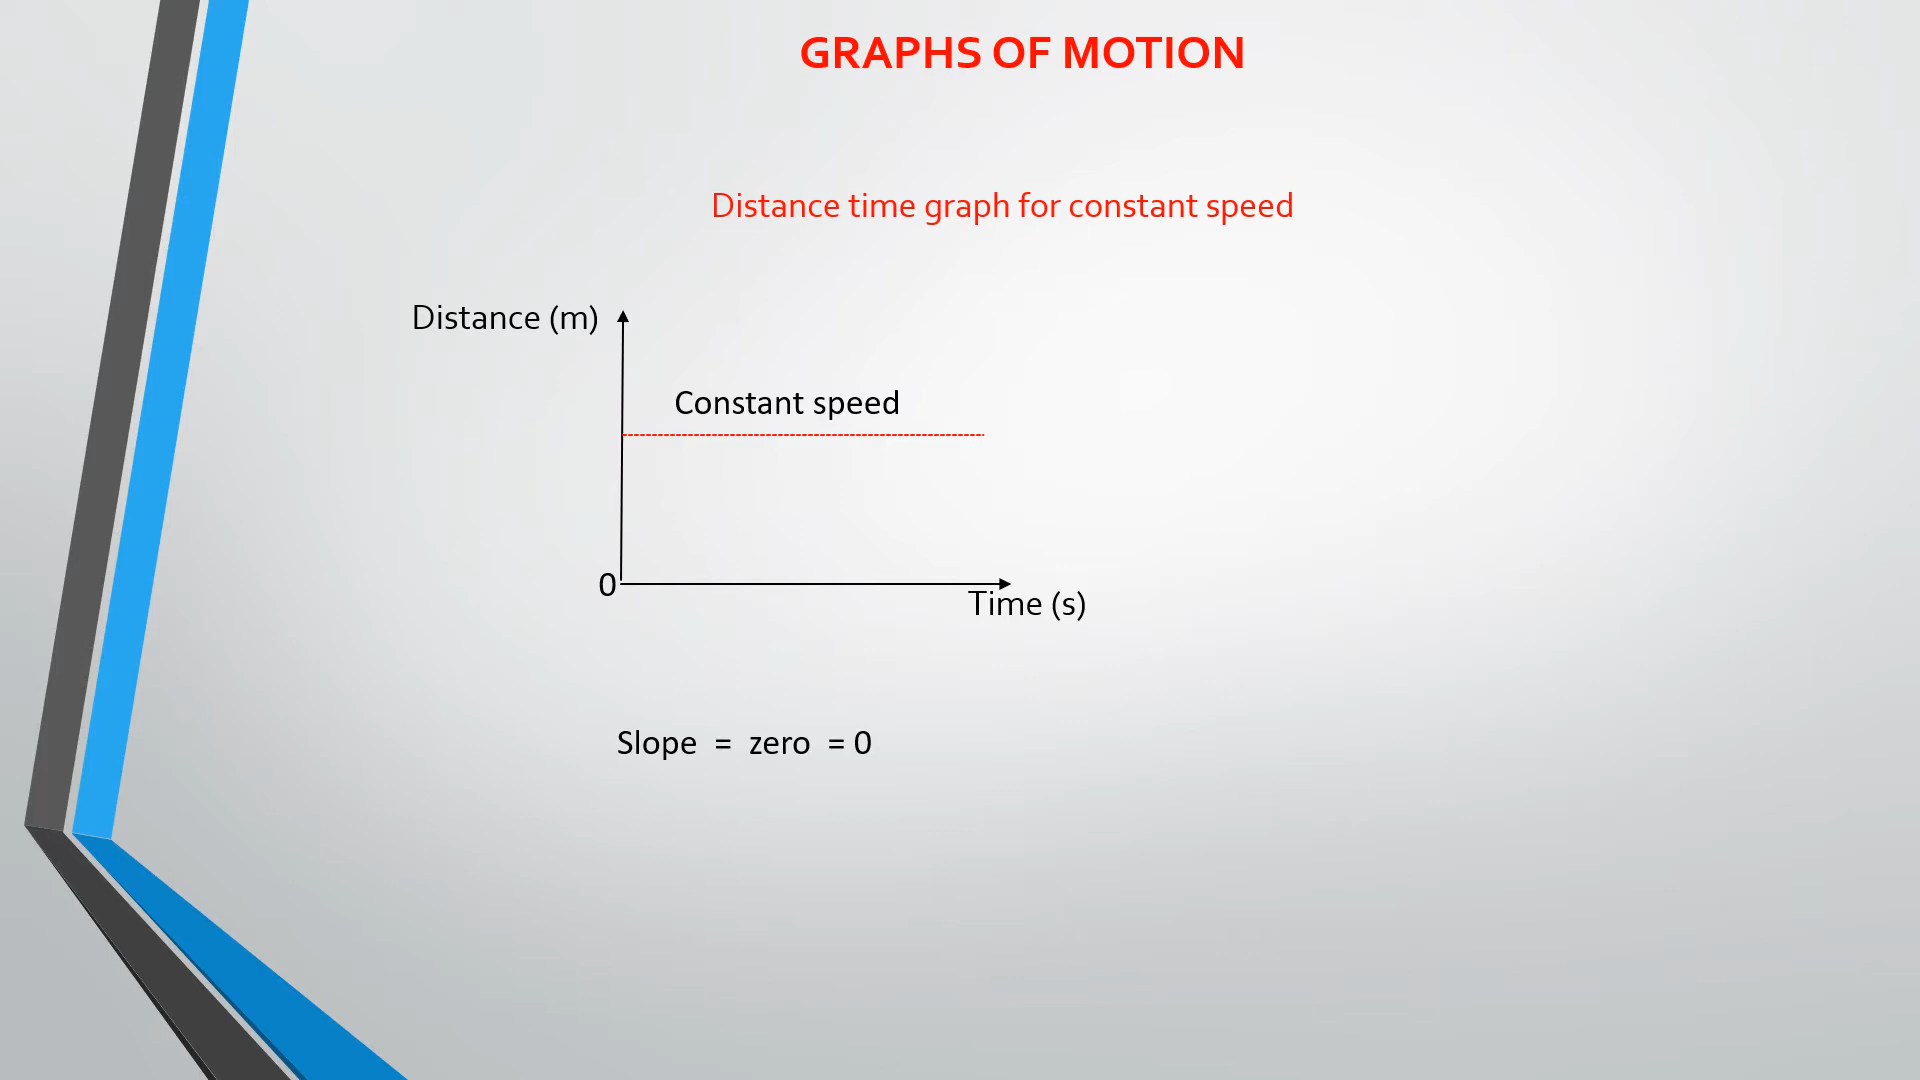 GRAPHS OF MOTION
Distance time graph for constant speed
Distance (m)
Constant speed
0
Time (s)
Slope = zero = 0